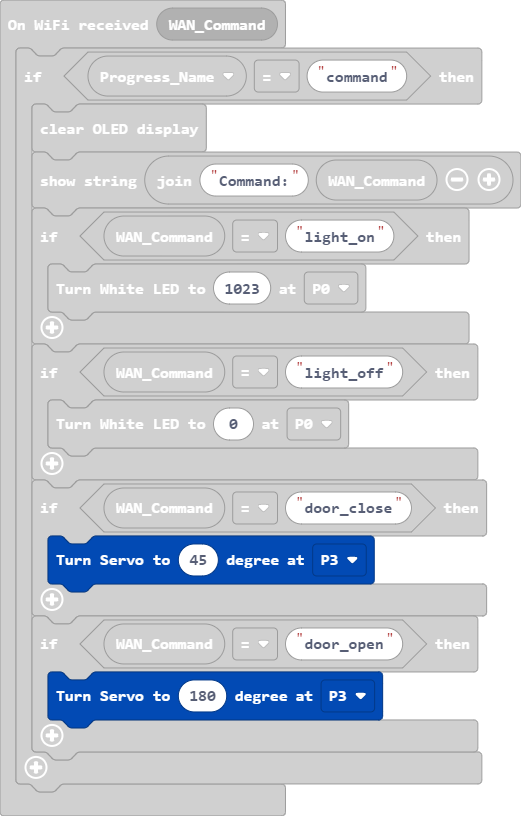 On WiFi received WAN_Command
if Progress_Name = "command" then
clear OLED display
show string join "Command:" WAN_Command
if WAN_Command = "light_on" then
Turn White LED to 1023 at P0
if WAN_Command = "light_off" then
Turn White LED to 0 at P0
if WAN_Command = "door_close" then
Turn Servo to 45 degree at P3
if WAN_Command = "door_open" then
Turn Servo to 180 degree at P3